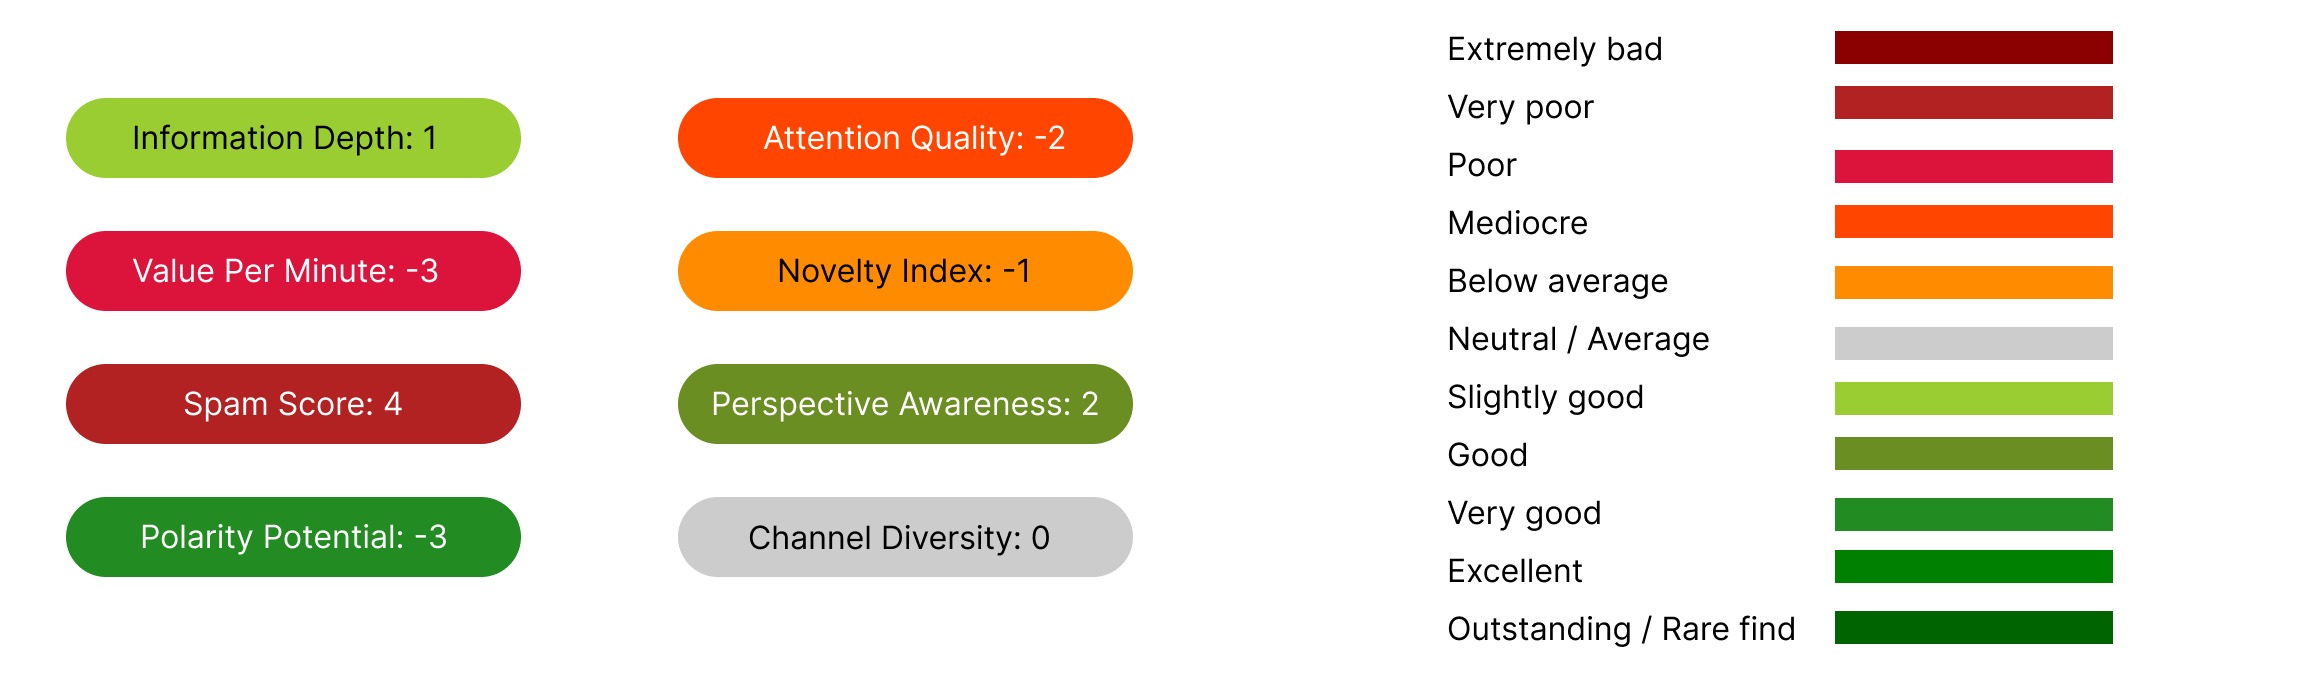 Information Depth: 1
Attention Quality: -2
Value Per Minute: -3
Novelty Index: -1
Spam Score: 4
Perspective Awareness: 2
Polarity Potential: -3
Channel Diversity: 0
Extremely bad
Very poor
Poor
Mediocre
Below average
Neutral / Average
Slightly good
Good
Very good
Excellent
Outstanding / Rare find